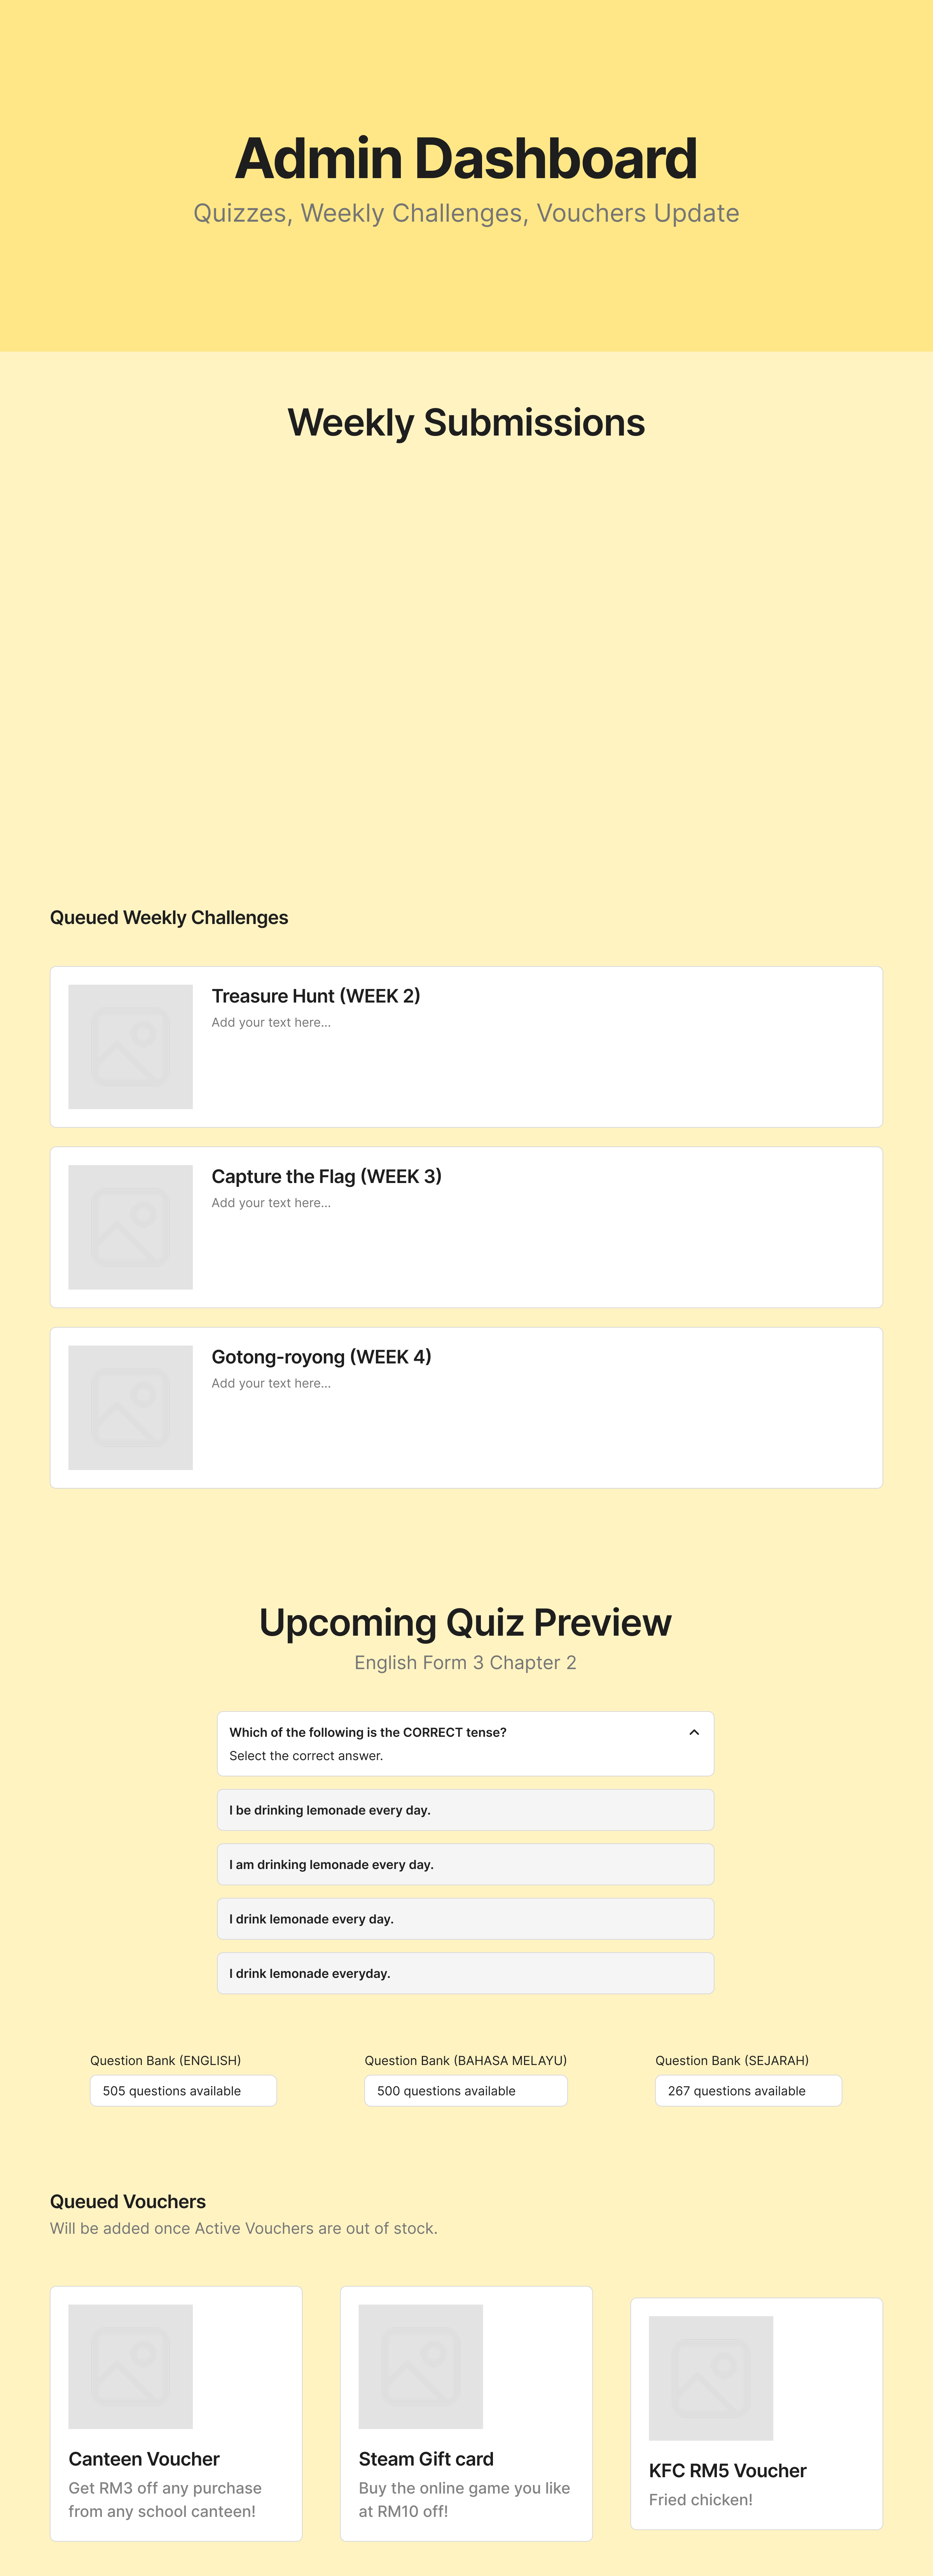 Admin Dashboard
Quizzes, Weekly Challenges, Vouchers Update
Weekly Submissions
Queued Weekly Challenges
Treasure Hunt (WEEK 2)
Add your text here...
Capture the Flag (WEEK 3)
Add your text here...
Gotong-royong (WEEK 4)
Add your text here...
Upcoming Quiz Preview
English Form 3 Chapter 2
Which of the following is the CORRECT tense?
Select the correct answer.
I be drinking lemonade every day.
I am drinking lemonade every day.
I drink lemonade every day.
I drink lemonade everyday.
Question Bank (ENGLISH)
505 questions available
Question Bank (BAHASA MELAYU)
500 questions available
Question Bank (SEJARAH)
267 questions available
Queued Vouchers
Will be added once Active Vouchers are out of stock.
Canteen Voucher
Get RM3 off any purchase
from any school canteen!
Steam Gift card
Buy the online game you like
at RM10 off!
KFC RM5 Voucher
Fried chicken!